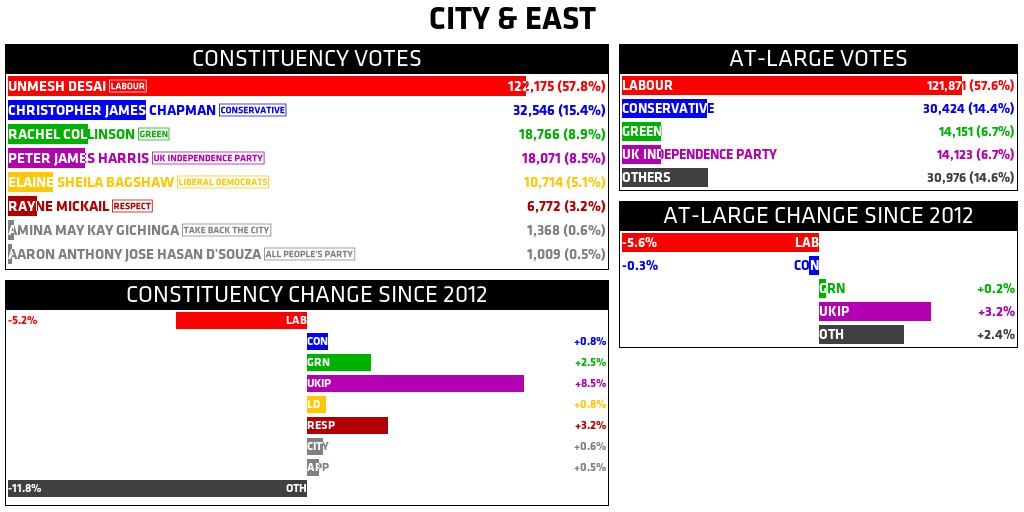 CITY & EAST
CONSTITUENCY VOTES
UNMESH DESAI LABOUR 122,175 (57.8%)
CHRISTOPHER JAMES CHAPMAN CONSERVATIVE 32,546 (15.4%)
RACHEL COLLINSON GREEN 18,766 (8.9%)
PETER JAMES HARRIS UK INDEPENDENCE PARTY 18,071 (8.5%)
ELAINE SHEILA BAGSHAW LIBERAL DEMOCRATS 10,714 (5.1%)
RAYNE MICKAIL RESPECT 6,772 (3.2%)
AMINA MAY KAY GICHINGA TAKE BACK THE CITY 1,368 (0.6%)
AARON ANTHONY JOSE HASAN D'SOUZA ALL PEOPLE'S PARTY 1,009 (0.5%)
CONSTITUENCY CHANGE SINCE 2012
-5.2% LAB
CON +0.8%
GRN +2.5%
UKIP +8.5%
LD +0.8%
RESP +3.2%
CITY +0.6%
APP +0.5%
-11.8% OTH
AT-LARGE VOTES
LABOUR 121,871 (57.6%)
CONSERVATIVE 30,424 (14.4%)
GREEN 14,151 (6.7%)
UK INDEPENDENCE PARTY 14,123 (6.7%)
OTHERS 30,976 (14.6%)
AT-LARGE CHANGE SINCE 2012
-5.6% LAB
-0.3% CON
GRN +0.2%
UKIP +3.2%
OTH +2.4%